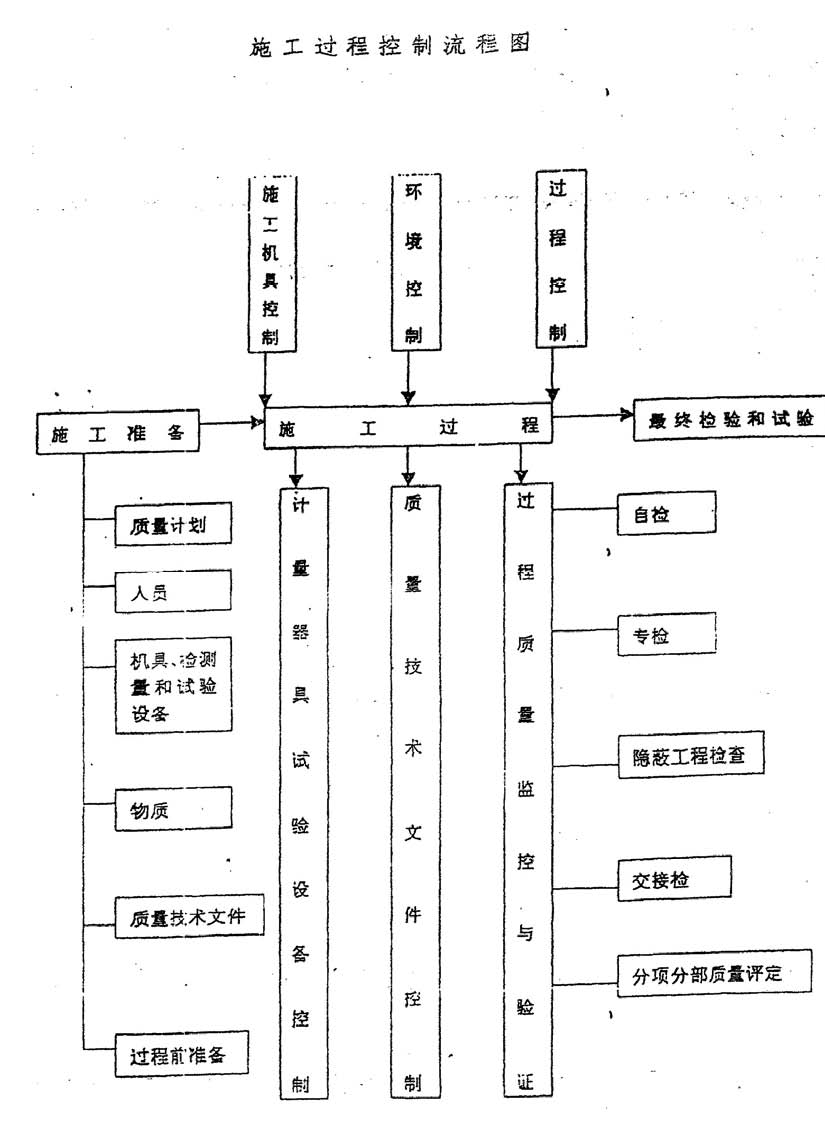 施工过程控制流程图
施工机具控制
环境控制
过程控制
施工准备
施工过程
最终检验和试验
质量计划
人员
机具、检测
量和试验
设备
物质
质量技术文件
过程前准备
计量器具试验设备控制
质量技术文件控制
过程质量监控与验证
自检
专检
隐蔽工程检查
交接检
分项分部质量评定